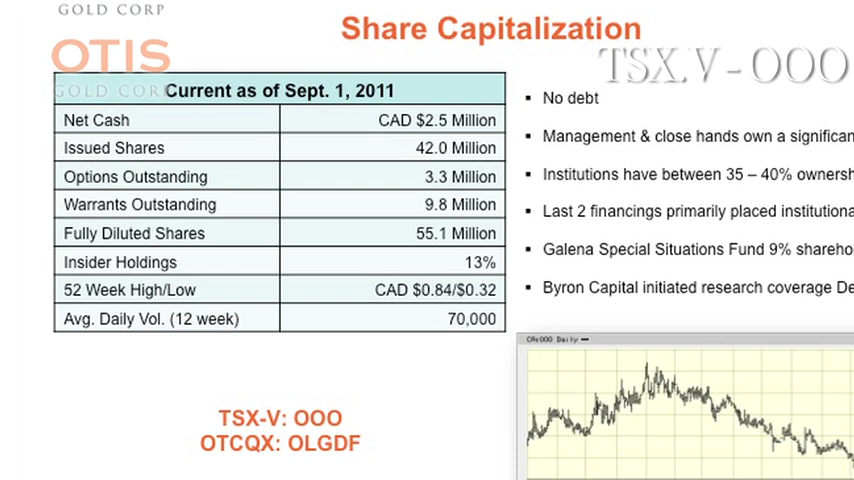 GOLD CORP
Share Capitalization
OTIS
GOLD CORP
TSX.V - OOO
Current as of Sept. 1, 2011
Net Cash CAD $2.5 Million
Issued Shares 42.0 Million
Options Outstanding 3.3 Million
Warrants Outstanding 9.8 Million
Fully Diluted Shares 55.1 Million
Insider Holdings 13%
52 Week High/Low CAD $0.84/$0.32
Avg. Daily Vol. (12 week) 70,000
▪ No debt
▪ Management & close hands own a significan
▪ Institutions have between 35 – 40% ownersh
▪ Last 2 financings primarily placed instituti​ona
▪ Galena Special Situations Fund 9% shareho
▪ Byron Capital initiated research coverage De
TSX-V: OOO
OTCQX: OLGDF